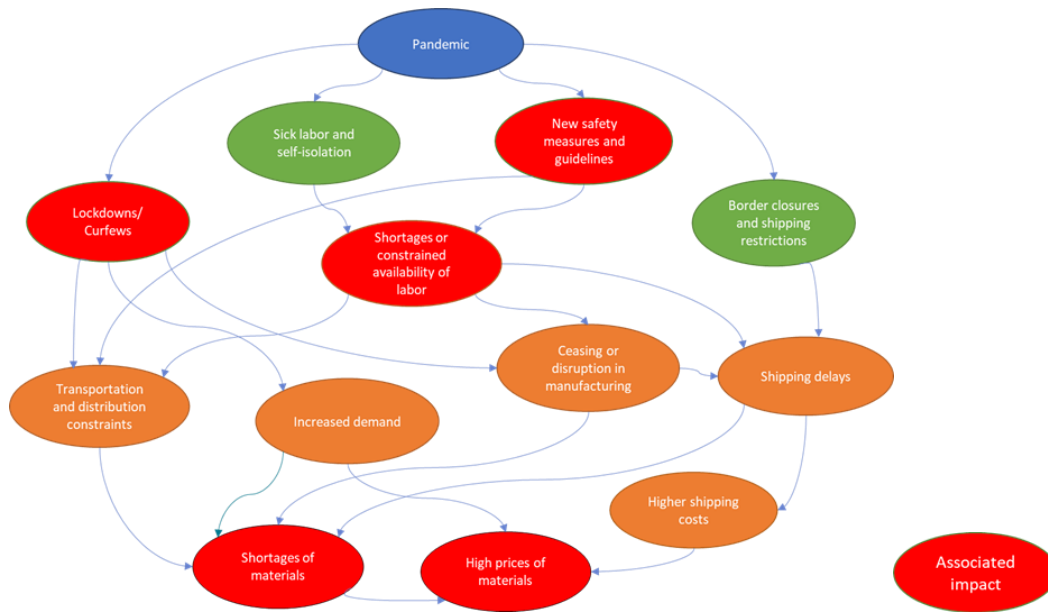 Pandemic
Sick labor and
self-isolation
New safety
measures and
guidelines
Lockdowns/
Curfews
Border closures
and shipping
restrictions
Shortages or
constrained
availability of
labor
Ceasing or
disruption in
manufacturing
Shipping delays
Transportation
and distribution
constraints
Increased demand
Higher shipping
costs
Shortages of
materials
High prices of
materials
Associated
impact